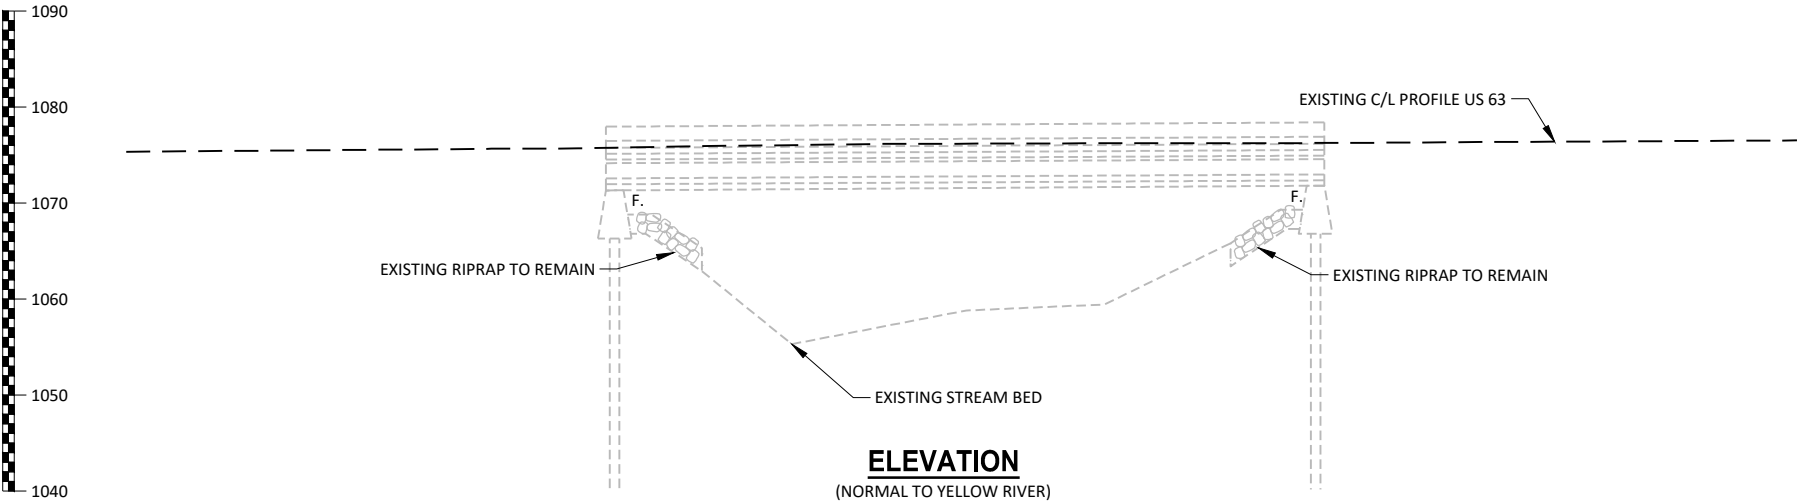 1090
1080
EXISTING C/L PROFILE US 63
1070
F.
F.
EXISTING RIPRAP TO REMAIN
EXISTING RIPRAP TO REMAIN
1060
1050
EXISTING STREAM BED
ELEVATION
1040
(NORMAL TO YELLOW RIVER)